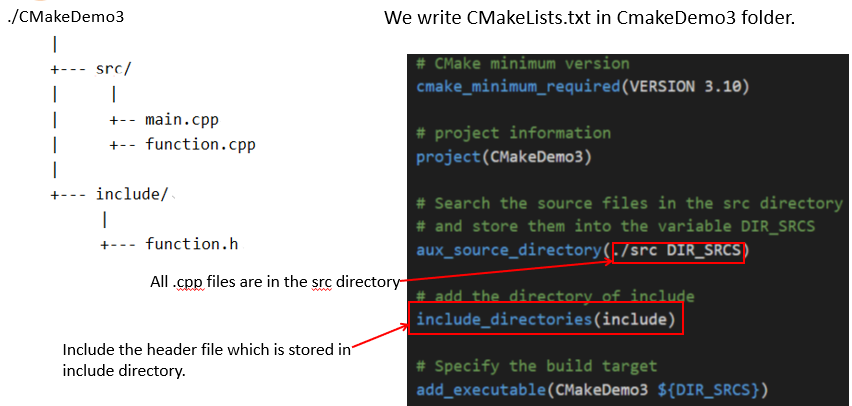 ./CMakeDemo3
|
+--- src/
| |
| +-- main.cpp
| +-- function.cpp
|
+--- include/
|
+--- function.h
We write CMakeLists.txt in CmakeDemo3 folder.
# CMake minimum version
cmake_minimum_required(VERSION 3.10)
# project information
project(CMakeDemo3)
# Search the source files in the src directory
# and store them into the variable DIR_SRCS
aux_source_directory(./src DIR_SRCS)
# add the directory of include
include_directories(include)
# Specify the build target
add_executable(CMakeDemo3 ${DIR_SRCS})
All .cpp files are in the src directory
Include the header file which is stored in
include directory.